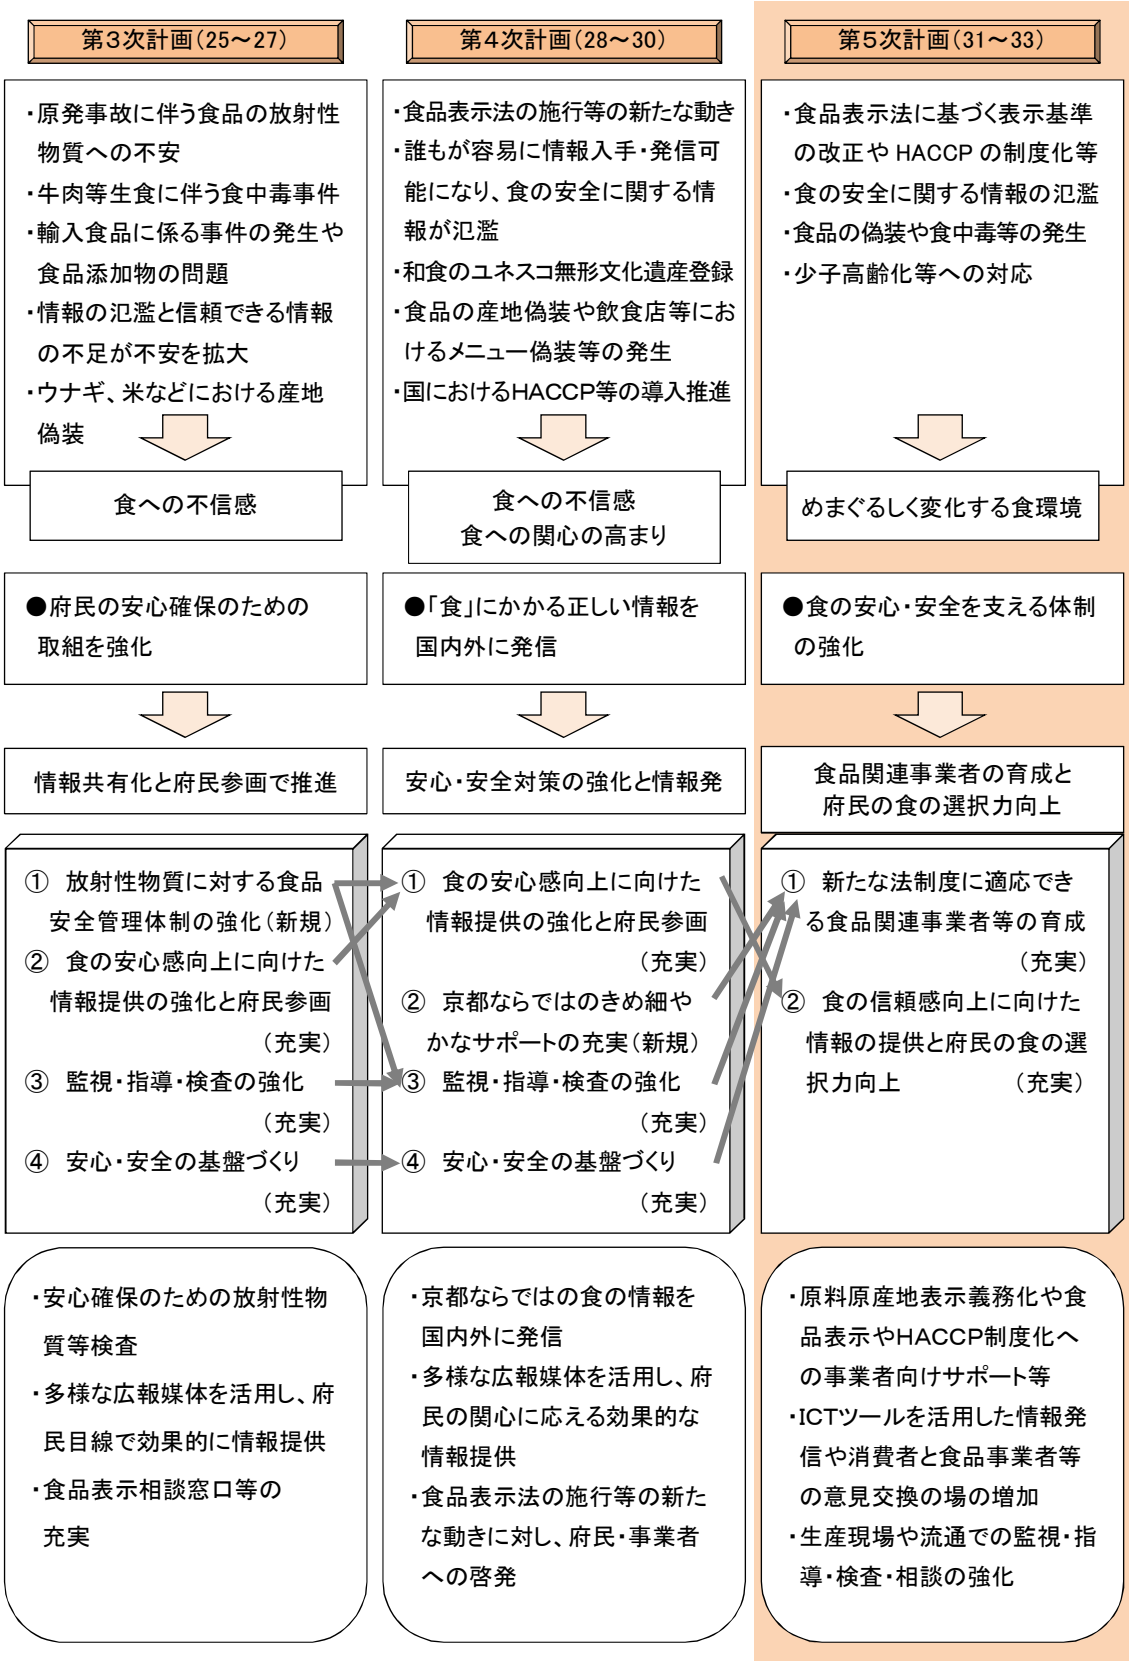 第3次計画(25～27)
・原発事故に伴う食品の放射性
物質への不安
・牛肉等生食に伴う食中毒事件
・輸入食品に係る事件の発生や
食品添加物の問題
・情報の氾濫と信頼できる情報
の不足が不安を拡大
・ウナギ、米などにおける産地
偽装
食への不信感
●府民の安心確保のための
取組を強化
情報共有化と府民参画で推進
① 放射性物質に対する食品
安全管理体制の強化(新規)
② 食の安心感向上に向けた
情報提供の強化と府民参画
(充実)
③ 監視・指導・検査の強化
(充実)
④ 安心・安全の基盤づくり
(充実)
・安心確保のための放射性物
質等検査
・多様な広報媒体を活用し、府
民目線で効果的に情報提供
・食品表示相談窓口等の
充実
第4次計画(28～30)
・食品表示法の施行等の新たな動き
・誰もが容易に情報入手・発信可
能になり、食の安全に関する情
報が氾濫
・和食のユネスコ無形文化遺産登録
・食品の産地偽装や飲食店等にお
けるメニュー偽装等の発生
・国におけるHACCP等の導入推進
食への不信感
食への関心の高まり
●「食」にかかる正しい情報を
国内外に発信
安心・安全対策の強化と情報発
① 食の安心感向上に向けた
情報提供の強化と府民参画
(充実)
② 京都ならではのきめ細や
かなサポートの充実(新規)
③ 監視・指導・検査の強化
(充実)
④ 安心・安全の基盤づくり
(充実)
・京都ならではの食の情報を
国内外に発信
・多様な広報媒体を活用し、府
民の関心に応える効果的な
情報提供
・食品表示法の施行等の新た
な動きに対し、府民・事業者
への啓発
第5次計画(31～33)
・食品表示法に基づく表示基準
の改正や HACCP の制度化等
・食の安全に関する情報の氾濫
・食品の偽装や食中毒等の発生
・少子高齢化等への対応
めまぐるしく変化する食環境
●食の安心・安全を支える体制
の強化
食品関連事業者の育成と
府民の食の選択力向上
① 新たな法制度に適応でき
る食品関連事業者等の育成
(充実)
② 食の信頼感向上に向けた
情報の提供と府民の食の選
択力向上 (充実)
・原料原産地表示義務化や食
品表示やHACCP制度化へ
の事業者向けサポート等
・ICTツールを活用した情報発
信や消費者と食品事業者等
の意見交換の場の増加
・生産現場や流通での監視・指
導・検査・相談の強化